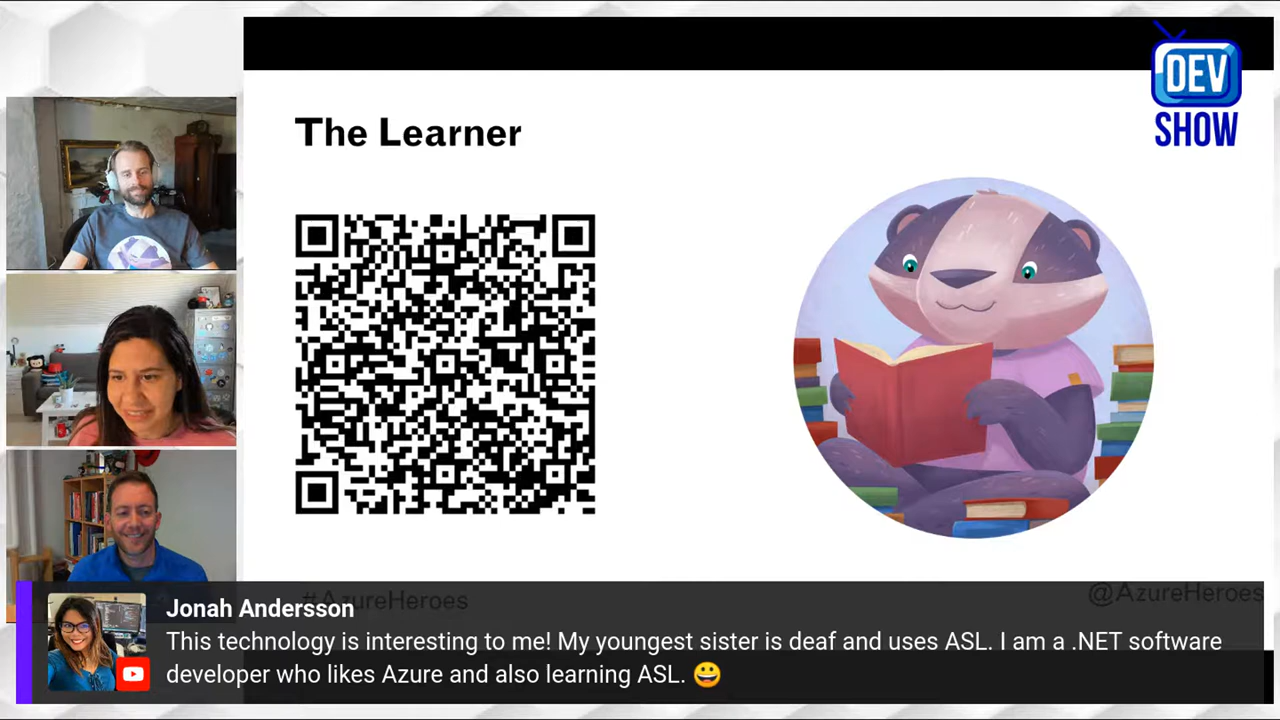 DEV
SHOW
The Learner
#AzureHeroes
@AzureHeroes
Jonah Andersson
This technology is interesting to me! My youngest sister is deaf and uses ASL. I am a .NET software
developer who likes Azure and also learning ASL. 😀